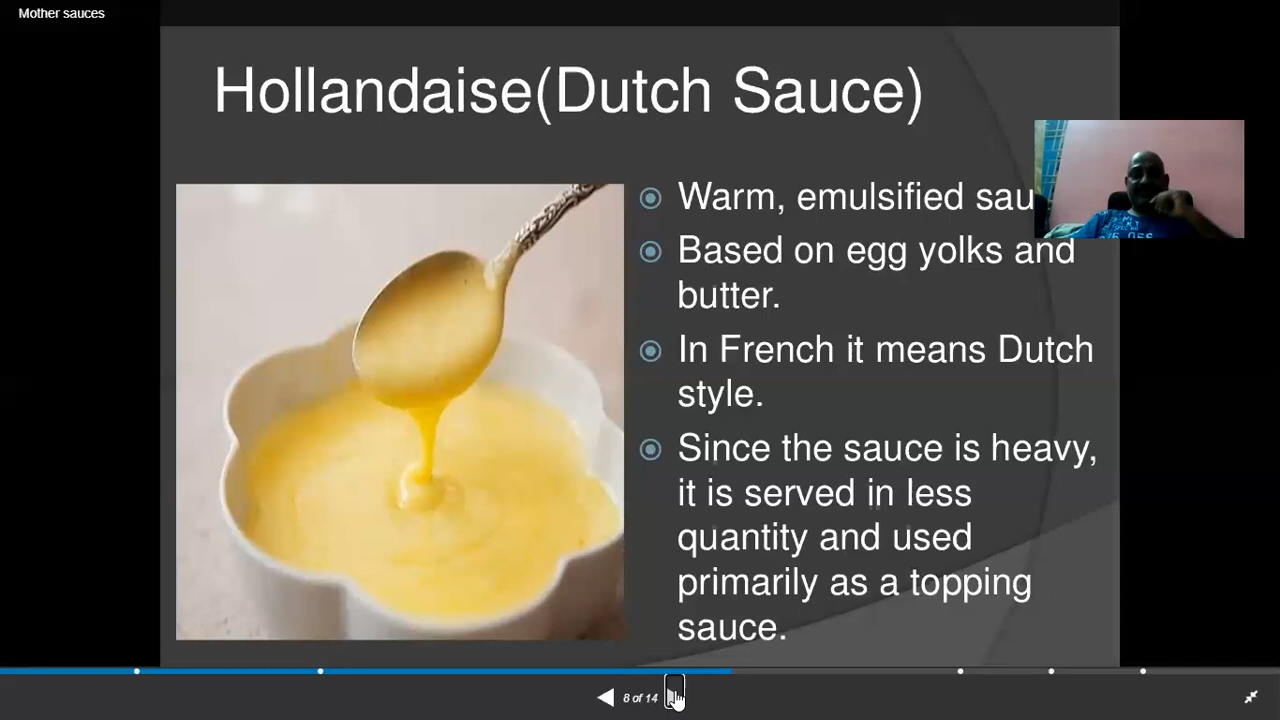 Mother sauces
Hollandaise(Dutch Sauce)
Warm, emulsified
Based on egg yolks and
butter.
In French it means Dutch
style.
Since the sauce is heavy,
it is served in less
quantity and used
primarily as a topping
sauce.
8 of 14